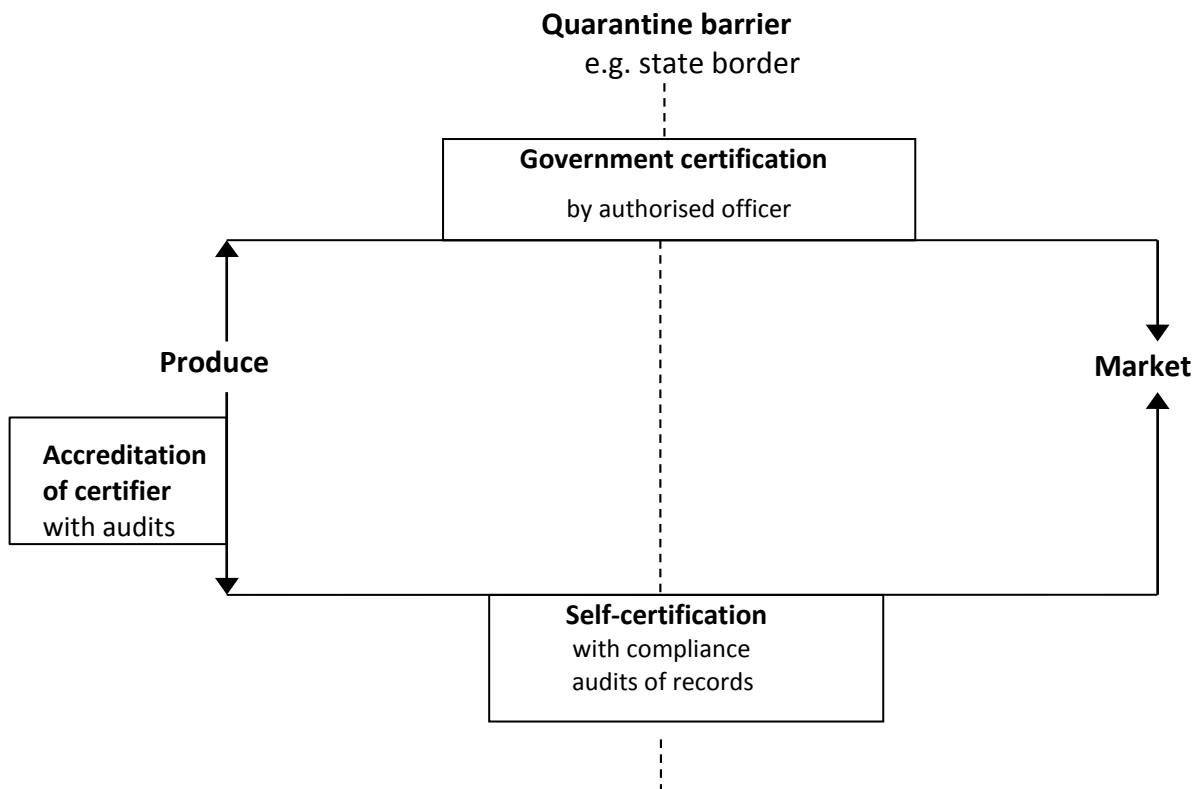 Quarantine barrier
e.g. state border
Government certification
by authorised officer
Produce
Market
Accreditation
of certifier
with audits
Self-certification
with compliance
audits of records